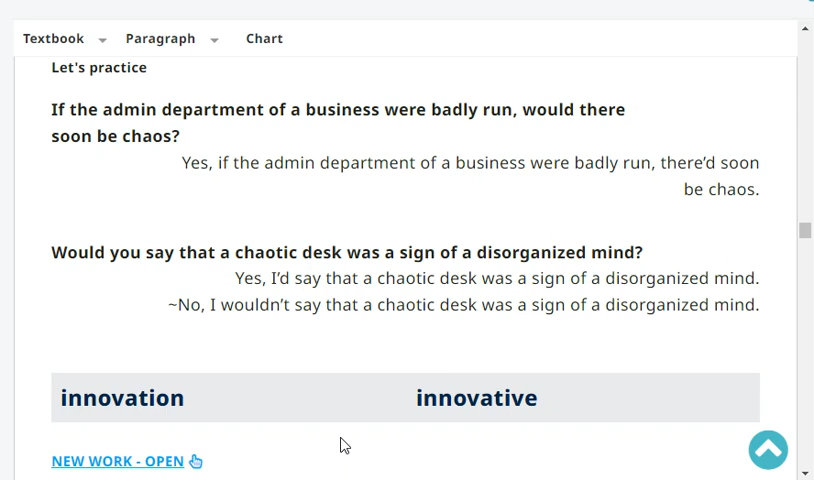 Textbook Paragraph Chart
Let's practice
If the admin department of a business were badly run, would there
soon be chaos?
Yes, if the admin department of a business were badly run, there’d soon
be chaos.
Would you say that a chaotic desk was a sign of a disorganized mind?
Yes, I’d say that a chaotic desk was a sign of a disorganized mind.
~No, I wouldn’t say that a chaotic desk was a sign of a disorganized mind.
innovation innovative
NEW WORK - OPEN